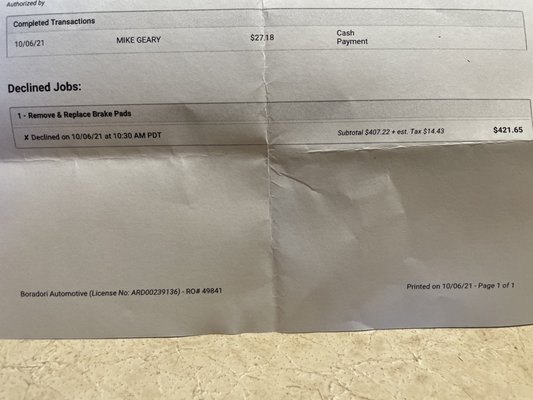 Authorized by
Completed Transactions
10/06/21 MIKE GEARY $27.18 Cash Payment
Declined Jobs:
1 - Remove & Replace Brake Pads
✘ Declined on 10/06/21 at 10:30 AM PDT Subtotal $407.22 + est. Tax $14.43 $421.65
Boradori Automotive (License No: ARD00239136) - RO# 49841 Printed on 10/06/21 - Page 1 of 1